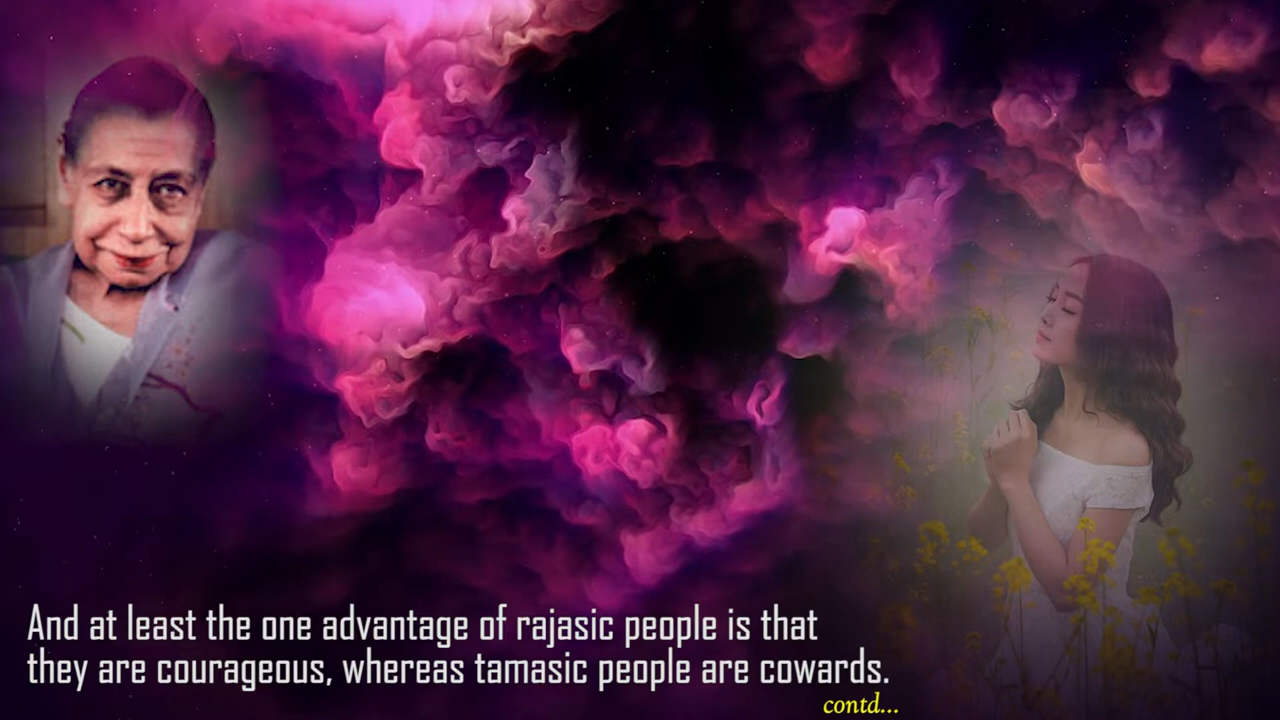 And at least the one advantage of rajasic people is that
they are courageous, whereas tamasic people are cowards.
contd...